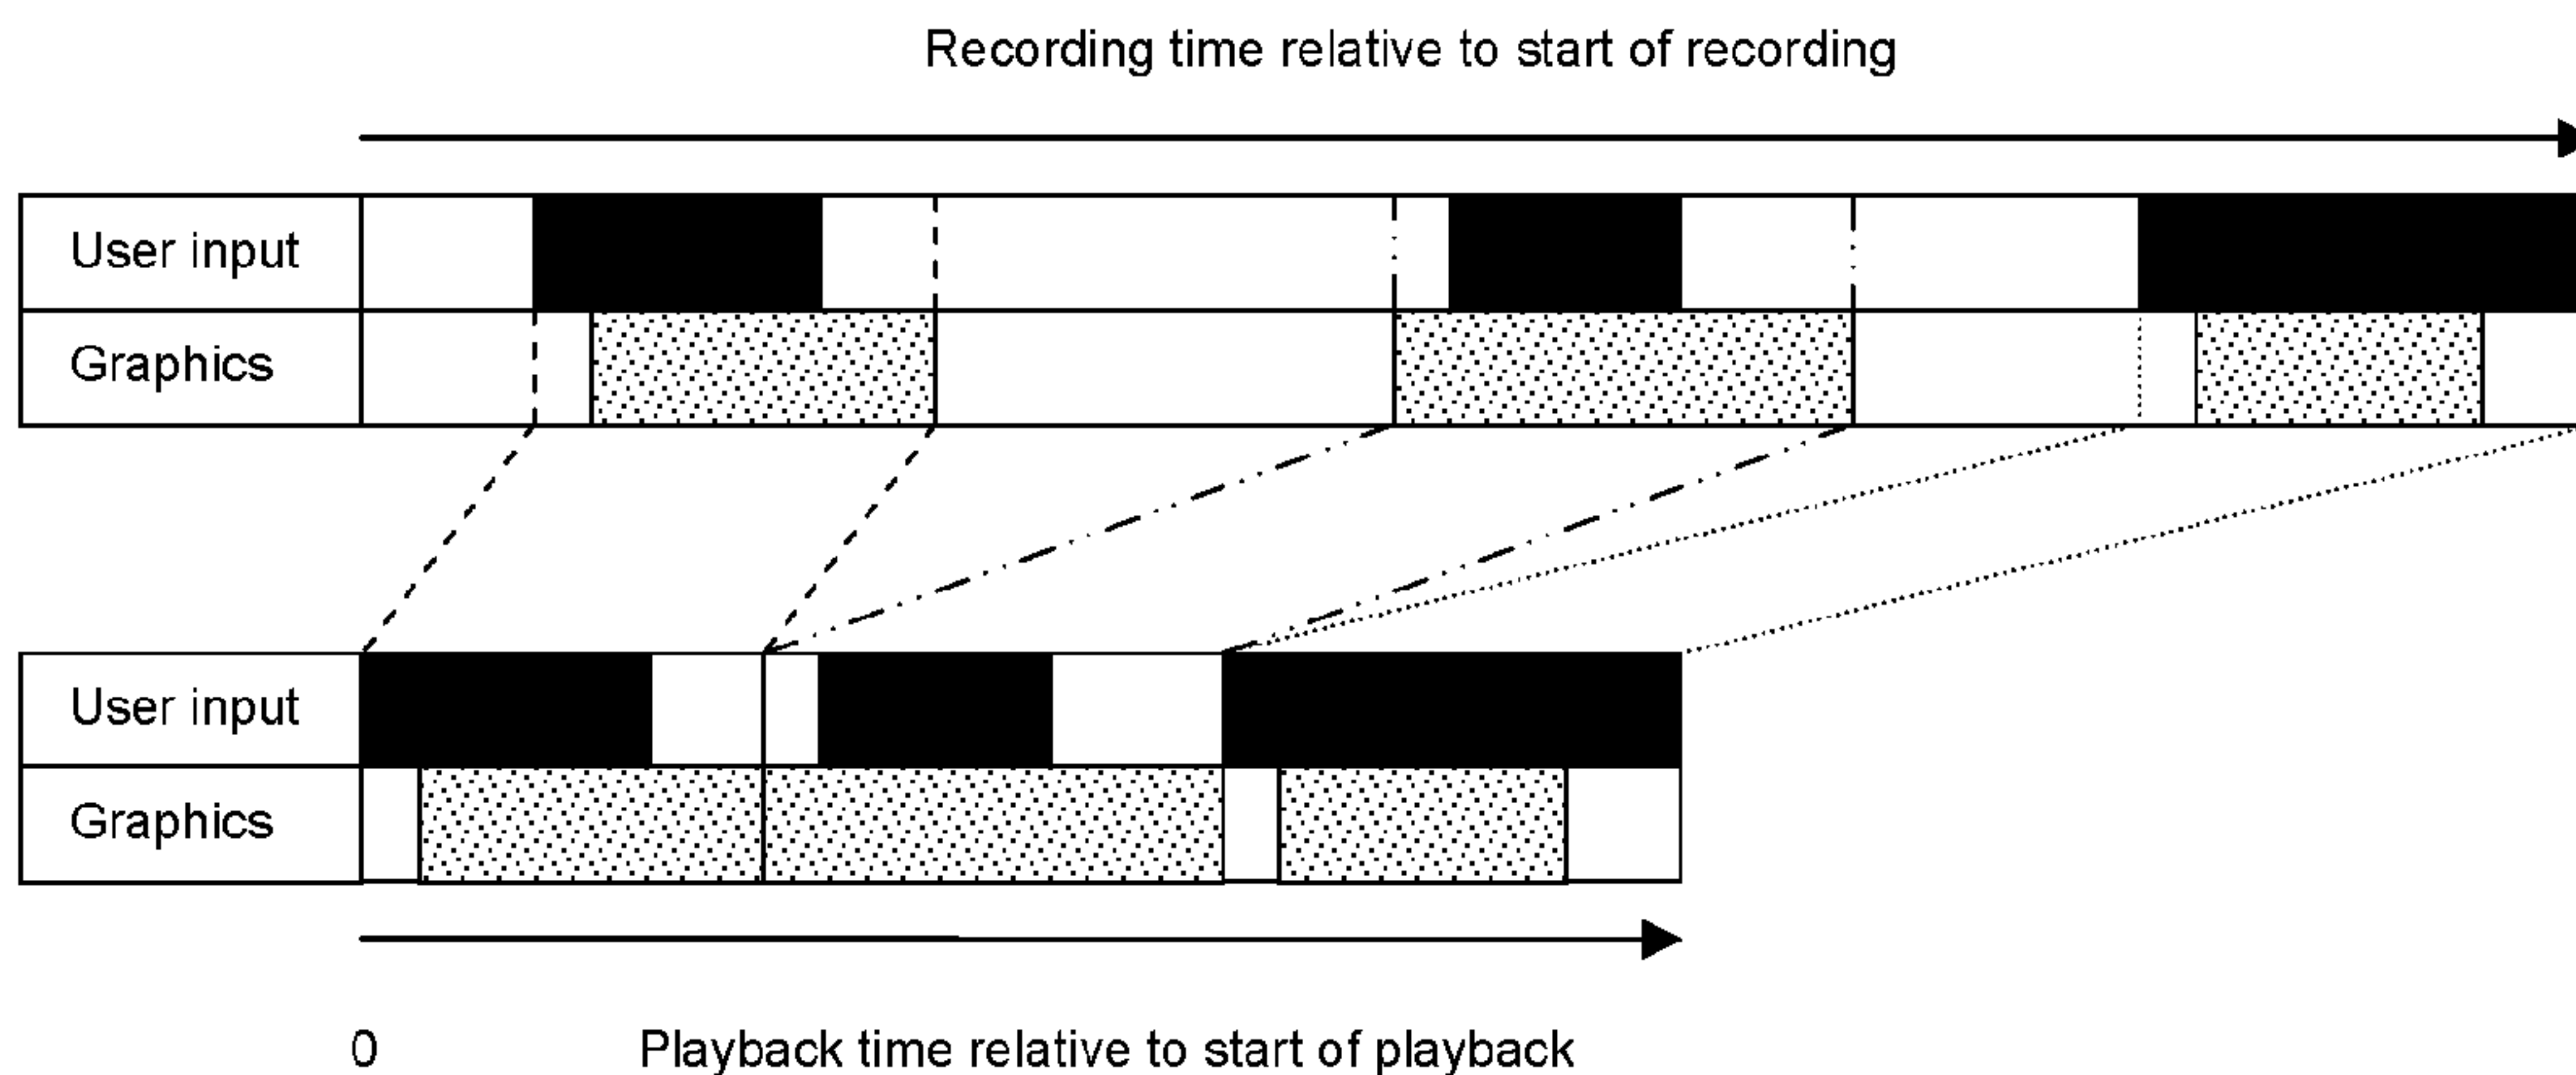 Recording time relative to start of recording
User input
Graphics
User input
Graphics
0
Playback time relative to start of playback